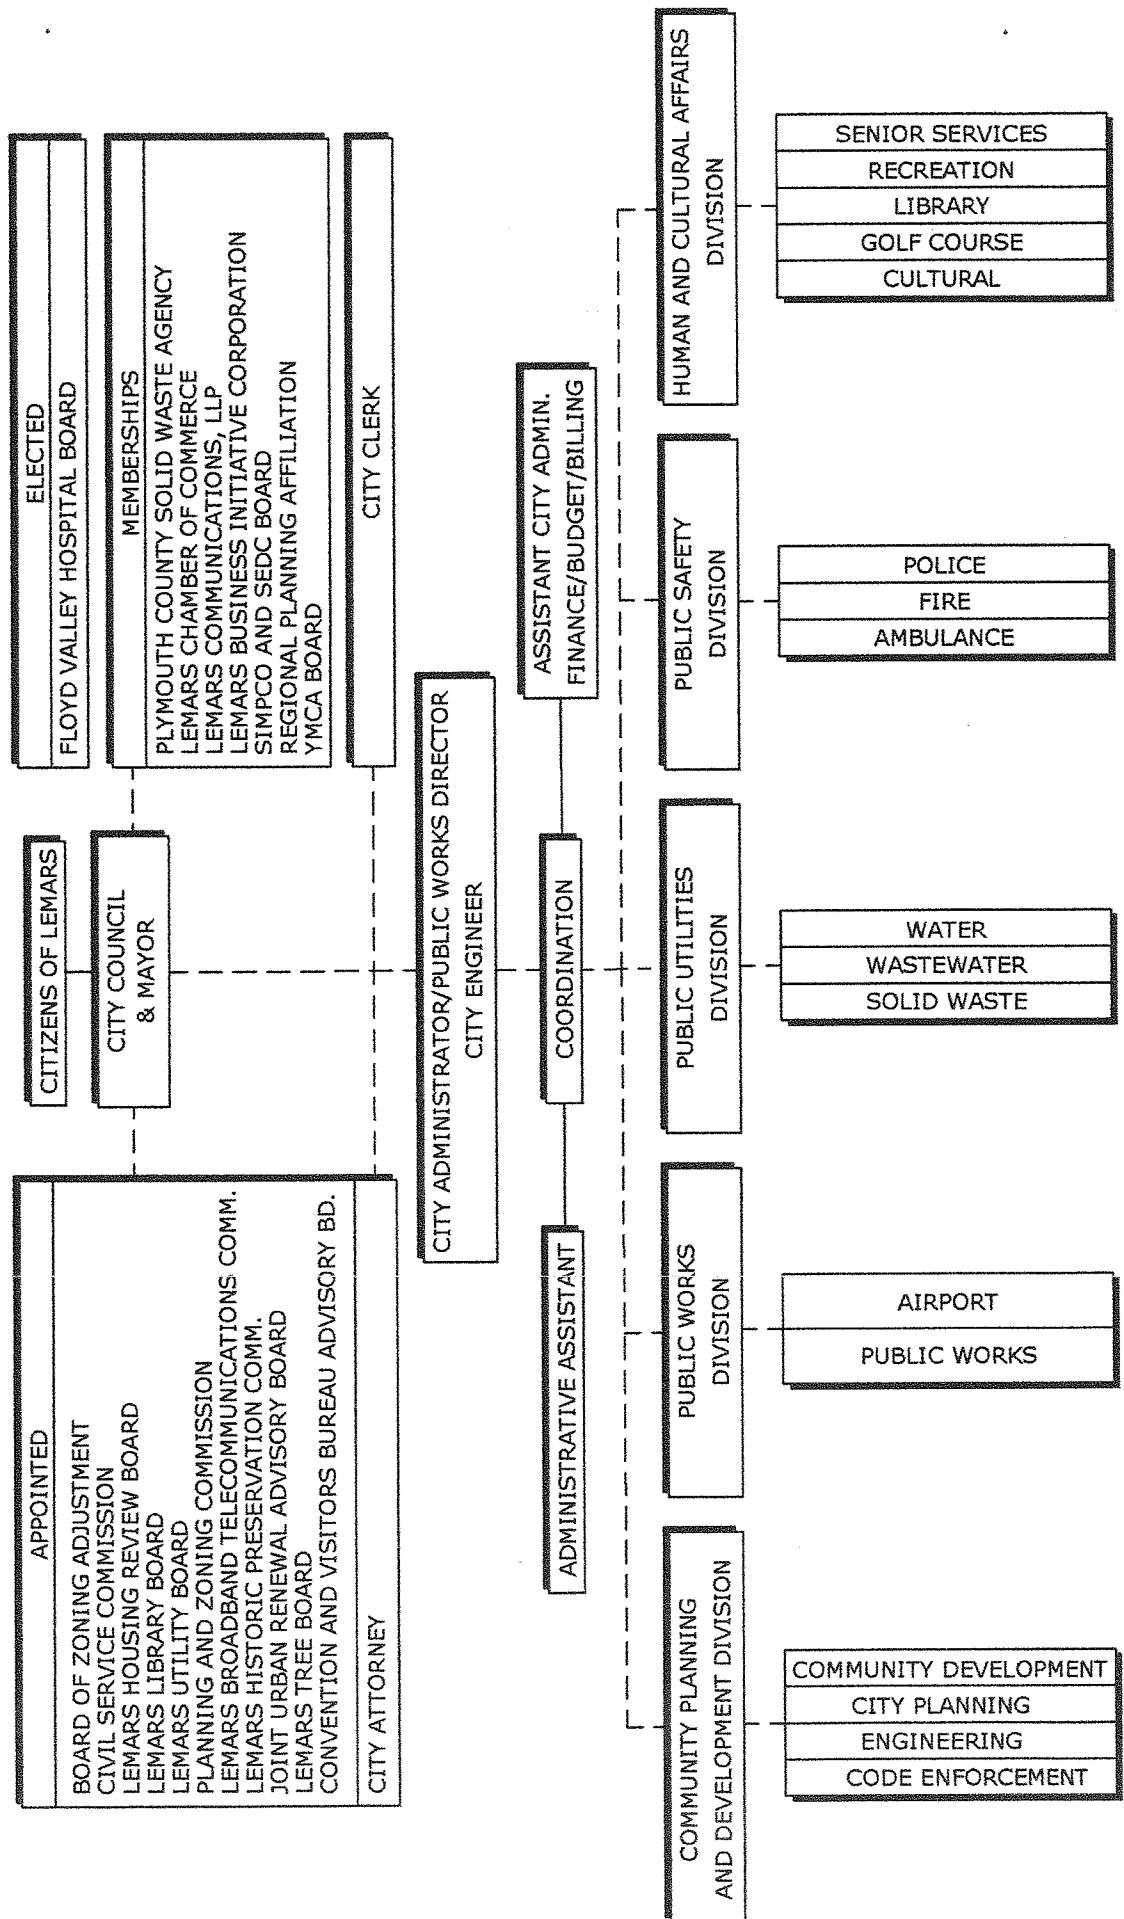 CITIZENS OF LEMARS
CITY COUNCIL
& MAYOR
APPOINTED
BOARD OF ZONING ADJUSTMENT
CIVIL SERVICE COMMISSION
LEMARS HOUSING REVIEW BOARD
LEMARS LIBRARY BOARD
LEMARS UTILITY BOARD
PLANNING AND ZONING COMMISSION
LEMARS BROADBAND TELECOMMUNICATIONS COMM.
LEMARS HISTORIC PRESERVATION COMM.
JOINT URBAN RENEWAL ADVISORY BOARD
LEMARS TREE BOARD
CONVENTION AND VISITORS BUREAU ADVISORY BD.
CITY ATTORNEY
ELECTED
FLOYD VALLEY HOSPITAL BOARD
MEMBERSHIPS
PLYMOUTH COUNTY SOLID WASTE AGENCY
LEMARS CHAMBER OF COMMERCE
LEMARS COMMUNICATIONS, LLP
LEMARS BUSINESS INITIATIVE CORPORATION
SIMPCO AND SEDC BOARD
REGIONAL PLANNING AFFILIATION
YMCA BOARD
CITY CLERK
CITY ADMINISTRATOR/PUBLIC WORKS DIRECTOR
CITY ENGINEER
ADMINISTRATIVE ASSISTANT
COORDINATION
ASSISTANT CITY ADMIN.
FINANCE/BUDGET/BILLING
COMMUNITY PLANNING
AND DEVELOPMENT DIVISION
COMMUNITY DEVELOPMENT
CITY PLANNING
ENGINEERING
CODE ENFORCEMENT
PUBLIC WORKS
DIVISION
AIRPORT
PUBLIC WORKS
PUBLIC UTILITIES
DIVISION
WATER
WASTEWATER
SOLID WASTE
PUBLIC SAFETY
DIVISION
POLICE
FIRE
AMBULANCE
HUMAN AND CULTURAL AFFAIRS
DIVISION
SENIOR SERVICES
RECREATION
LIBRARY
GOLF COURSE
CULTURAL